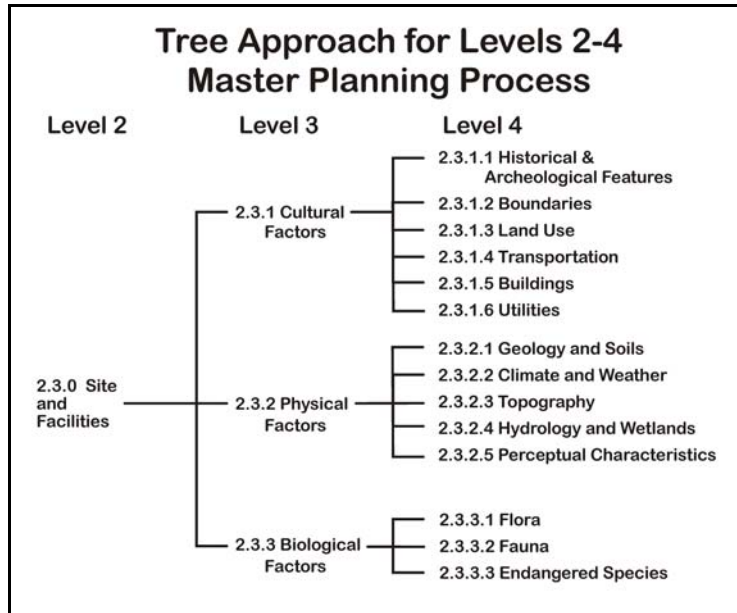 Tree Approach for Levels 2-4
Master Planning Process
Level 2
Level 3
Level 4
2.3.0 Site
and
Facilities
2.3.1 Cultural
Factors
2.3.1.1 Historical &
Archeological Features
2.3.1.2 Boundaries
2.3.1.3 Land Use
2.3.1.4 Transportation
2.3.1.5 Buildings
2.3.1.6 Utilities
2.3.2 Physical
Factors
2.3.2.1 Geology and Soils
2.3.2.2 Climate and Weather
2.3.2.3 Topography
2.3.2.4 Hydrology and Wetlands
2.3.2.5 Perceptual Characteristics
2.3.3 Biological
Factors
2.3.3.1 Flora
2.3.3.2 Fauna
2.3.3.3 Endangered Species